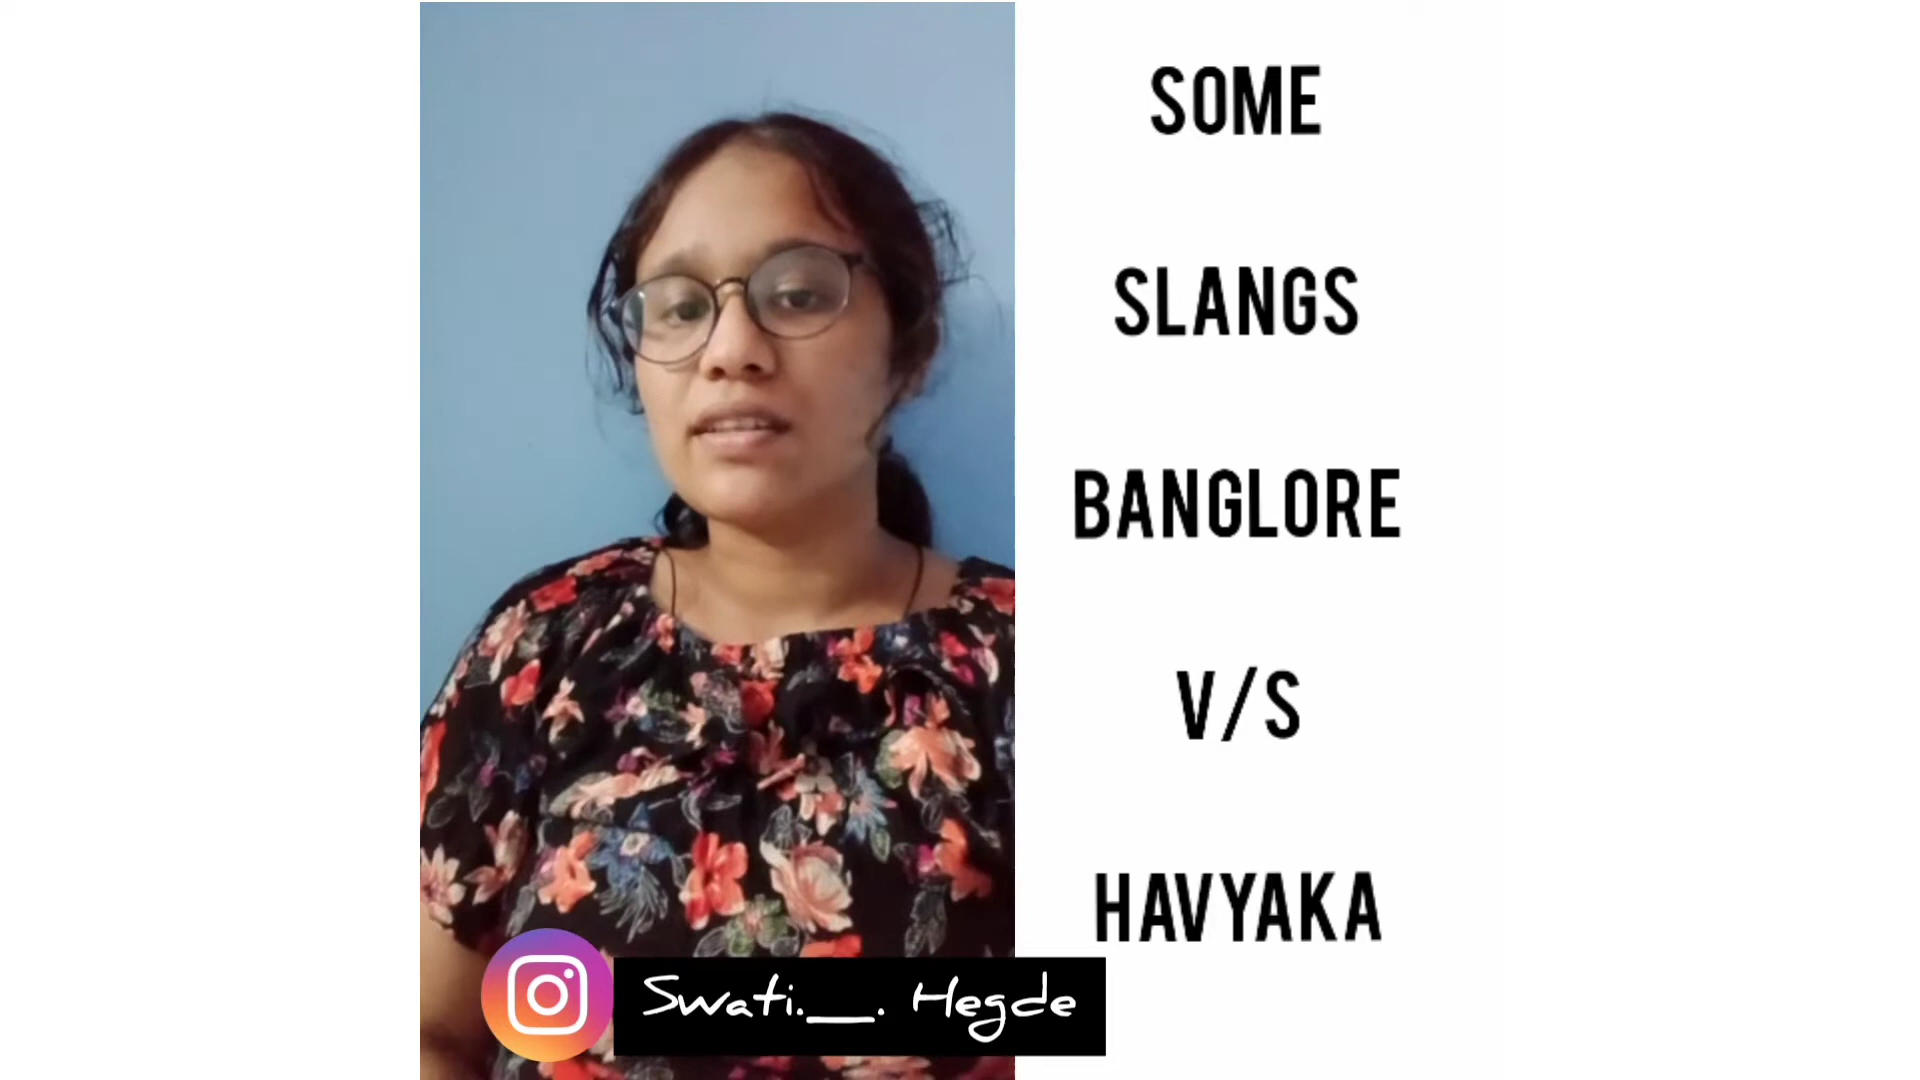 SOME
SLANGS
BANGLORE
V/S
HAVYAKA
Swati.__. Hegde